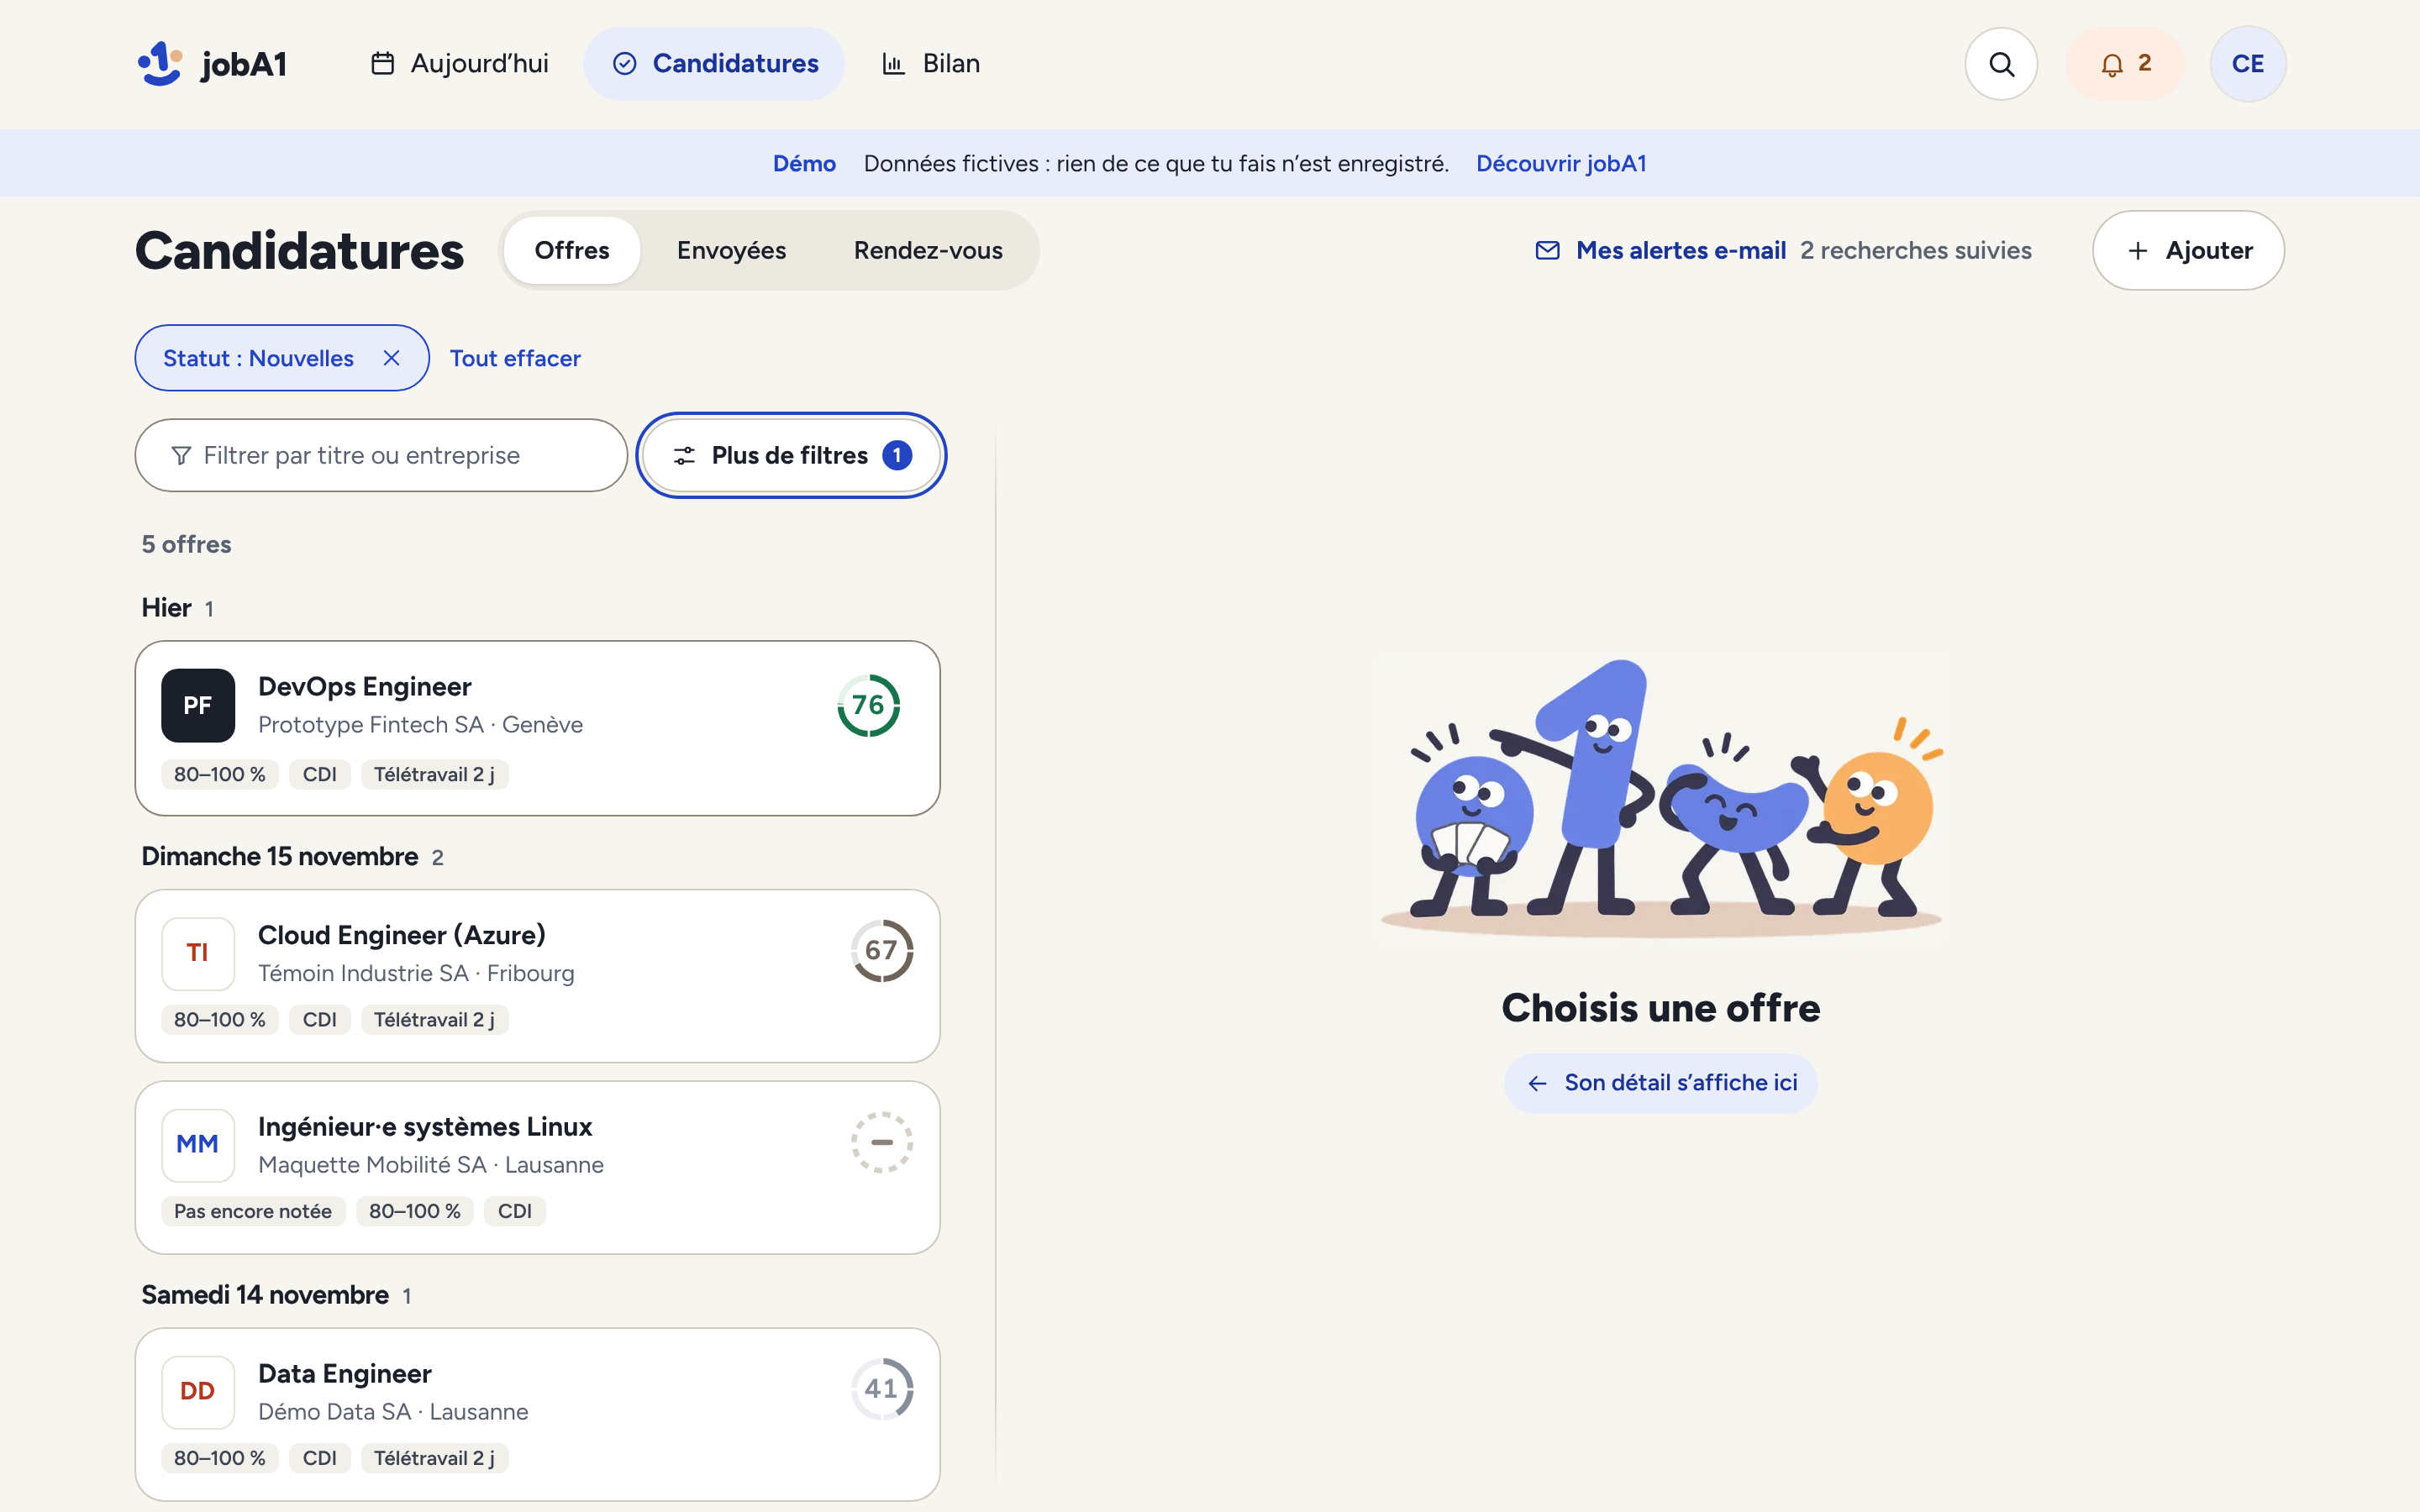 jobA1
Aujourd’hui
Candidatures
Bilan
2
CE
Démo Données fictives : rien de ce que tu fais n’est enregistré. Découvrir jobA1
Candidatures
Offres
Envoyées
Rendez-vous
Mes alertes e-mail 2 recherches suivies
Ajouter
Statut : Nouvelles
Tout effacer
Filtrer par titre ou entreprise
Plus de filtres 1
5 offres
Hier 1
PF
DevOps Engineer
Prototype Fintech SA · Genève
76
80–100 % CDI Télétravail 2 j
Dimanche 15 novembre 2
TI
Cloud Engineer (Azure)
Témoin Industrie SA · Fribourg
67
80–100 % CDI Télétravail 2 j
MM
Ingénieur·e systèmes Linux
Maquette Mobilité SA · Lausanne
Pas encore notée 80–100 % CDI
Samedi 14 novembre 1
DD
Data Engineer
Démo Data SA · Lausanne
41
80–100 % CDI Télétravail 2 j
Choisis une offre
Son détail s’affiche ici